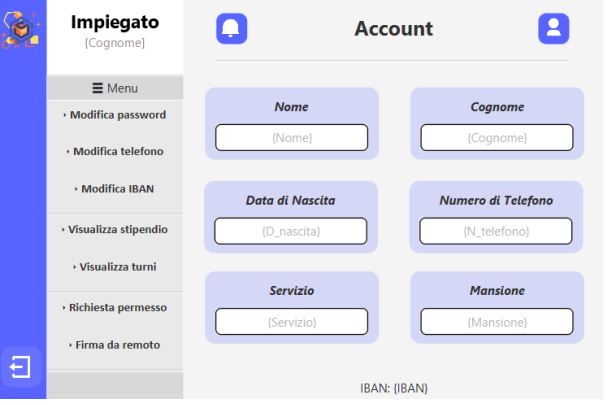 Impiegato
{Cognome]
Menu
Modifica password
Modifica telefono
Modifica IBAN
Visualizza stipendio
Visualizza turni
Richiesta permesso
Firma da remoto
Account
Nome
{Nome}
Cognome
{Cognome}
Data di Nascita
{D_nascita}
Numero di Telefono
{N_telefono}
Servizio
{Servizio}
Mansione
{Mansione}
IBAN: {IBAN}